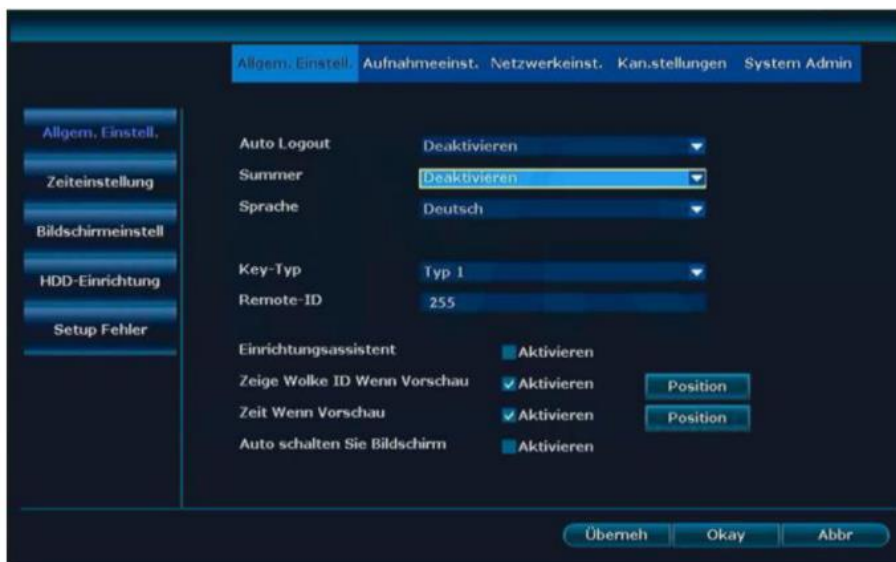 Allgem. Einstell. Aufnahmeeinst. Netzwerkeinst. Kan.stellungen System Admin
Allgem. Einstell.
Zeiteinstellung
Bildschirmeinstell
HDD-Einrichtung
Setup Fehler
Auto Logout Deaktivieren
Summer Deaktivieren
Sprache Deutsch
Key-Typ Typ 1
Remote-ID 255
Einrichtungsassistent Aktivieren
Zeige Wolke ID Wenn Vorschau Aktivieren Position
Zeit Wenn Vorschau Aktivieren Position
Auto schalten Sie Bildschirm Aktivieren
Überneh Okay Abbr